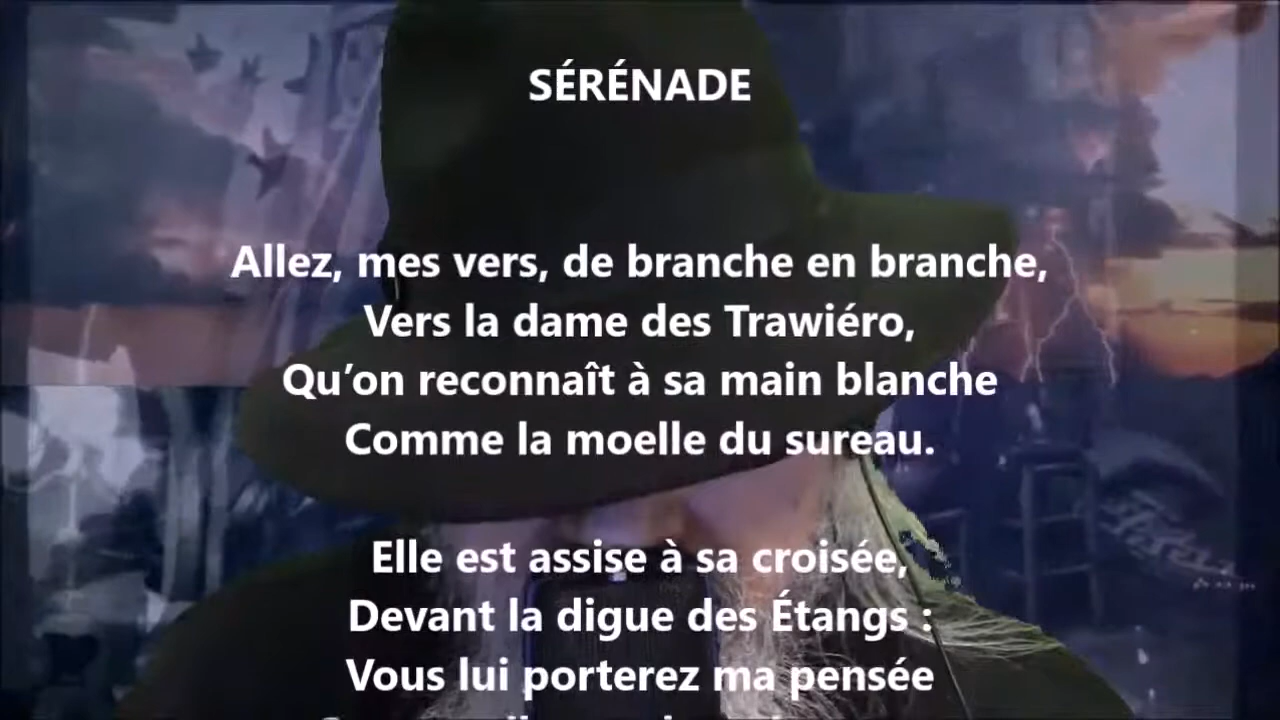 SÉRÉNADE
Allez, mes vers, de branche en branche,
Vers la dame des Trawiéro,
Qu’on reconnaît à sa main blanche
Comme la moelle du sureau.
Elle est assise à sa croisée,
Devant la digue des Étangs :
Vous lui porterez ma pensée